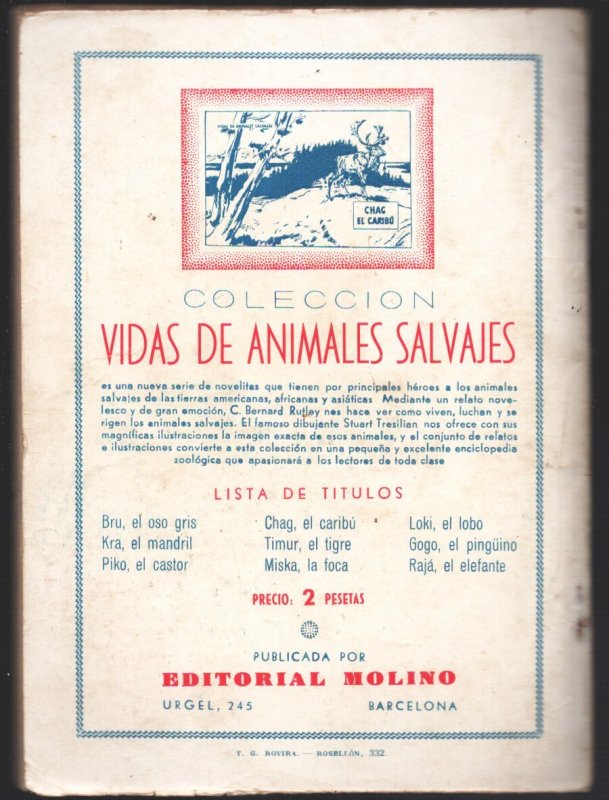 VIDAS DE ANIMALES SALVAJES
CHAG
EL CARIBÚ
COLECCION
VIDAS DE ANIMALES SALVAJES
es una nueva serie de novelitas que tienen por principales héroes a los animales
salvajes de las tierras americanas, africanas y asiáticas Mediante un relato nove-
lesco y de gran emoción, C. Bernard Rutley nos hace ver como viven, luchan y se
rigen los animales salvajes. El famoso dibujante Stuart Tresilian nos ofrece con sus
magníficas ilustraciones la imagen exacta de esos animales, y el conjunto de relatos
e ilustraciones convierte a esta colección en una pequeña y excelente enciclopedia
zoológica que apasionará a los lectores de toda clase
LISTA DE TITULOS
Bru, el oso gris Chag, el caribú Loki, el lobo
Kra, el mandril Timur, el tigre Gogo, el pingüino
Piko, el castor Miska, la foca Rajá, el elefante
PRECIO: 2 PESETAS
PUBLICADA POR
EDITORIAL MOLINO
URGEL, 245 BARCELONA
T. G. ROVIRA. — ROSELLÓN, 332.